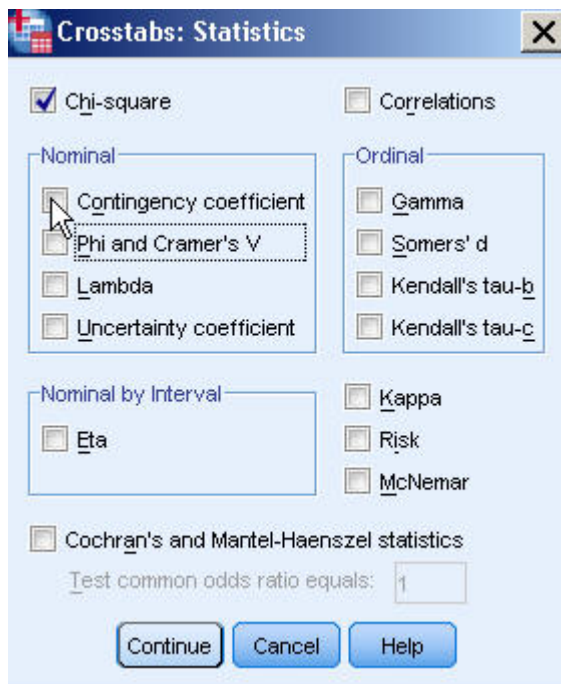 Crosstabs: Statistics
Chi-square
Correlations
Nominal
Contingency coefficient
Phi and Cramer's V
Lambda
Uncertainty coefficient
Ordinal
Gamma
Somers' d
Kendall's tau-b
Kendall's tau-c
Nominal by Interval
Eta
Kappa
Risk
McNemar
Cochran's and Mantel-Haenszel statistics
Test common odds ratio equals: 1
Continue Cancel Help